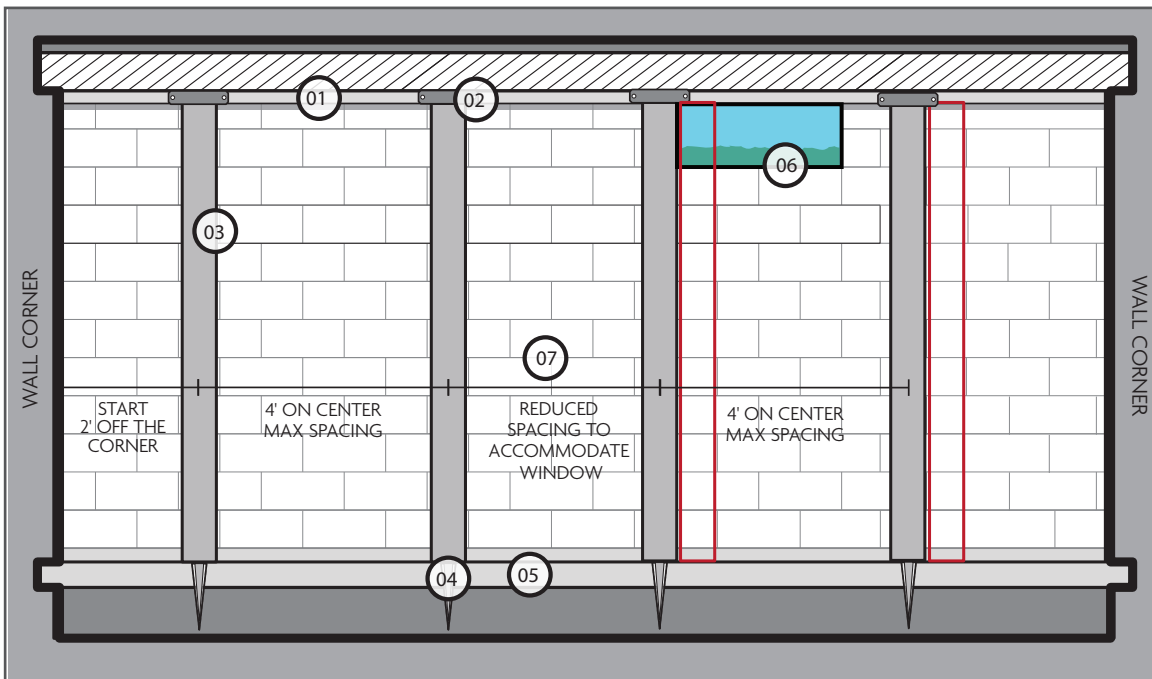 01
02
03
06
WALL CORNER
WALL CORNER
07
START
2' OFF THE
CORNER
4' ON CENTER
MAX SPACING
REDUCED
SPACING TO
ACCOMMODATE
WINDOW
4' ON CENTER
MAX SPACING
04
05